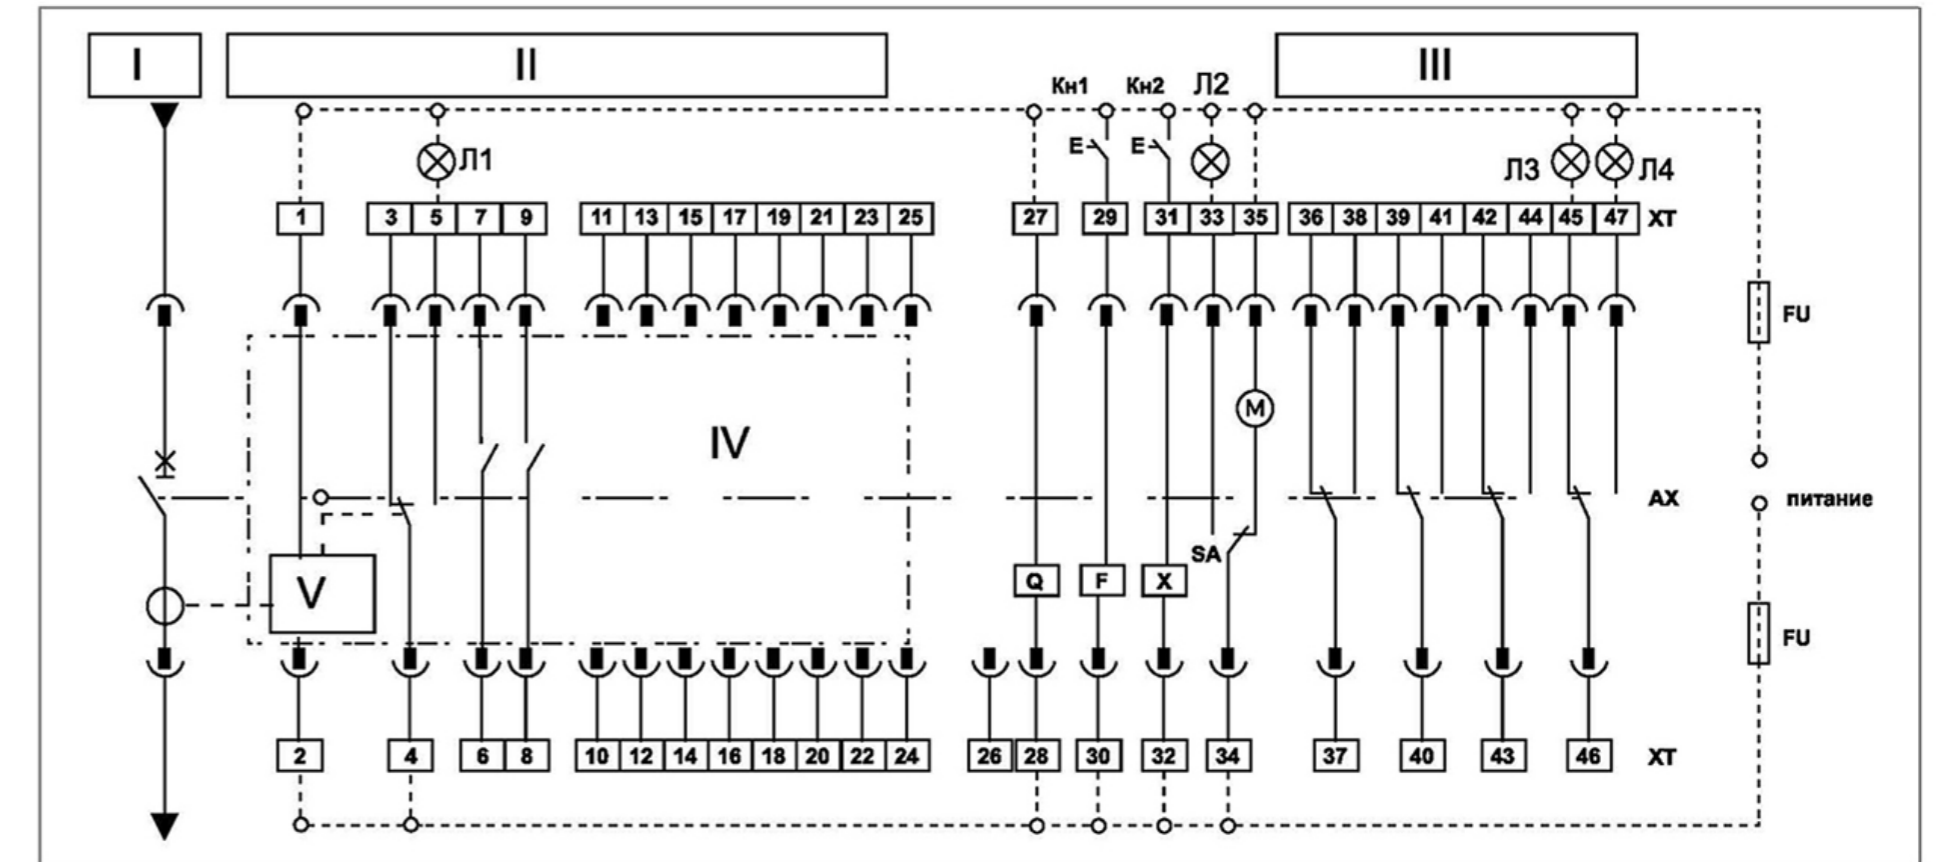 I II III
Кн1 Кн2 Л2
E E
Л1 Л3 Л4
1 3 5 7 9 11 13 15 17 19 21 23 25 27 29 31 33 35 36 38 39 41 42 44 45 47 XT
FU
M
IV
AX питание
SA
V Q F X
FU
2 4 6 8 10 12 14 16 18 20 22 24 26 28 30 32 34 37 40 43 46 XT